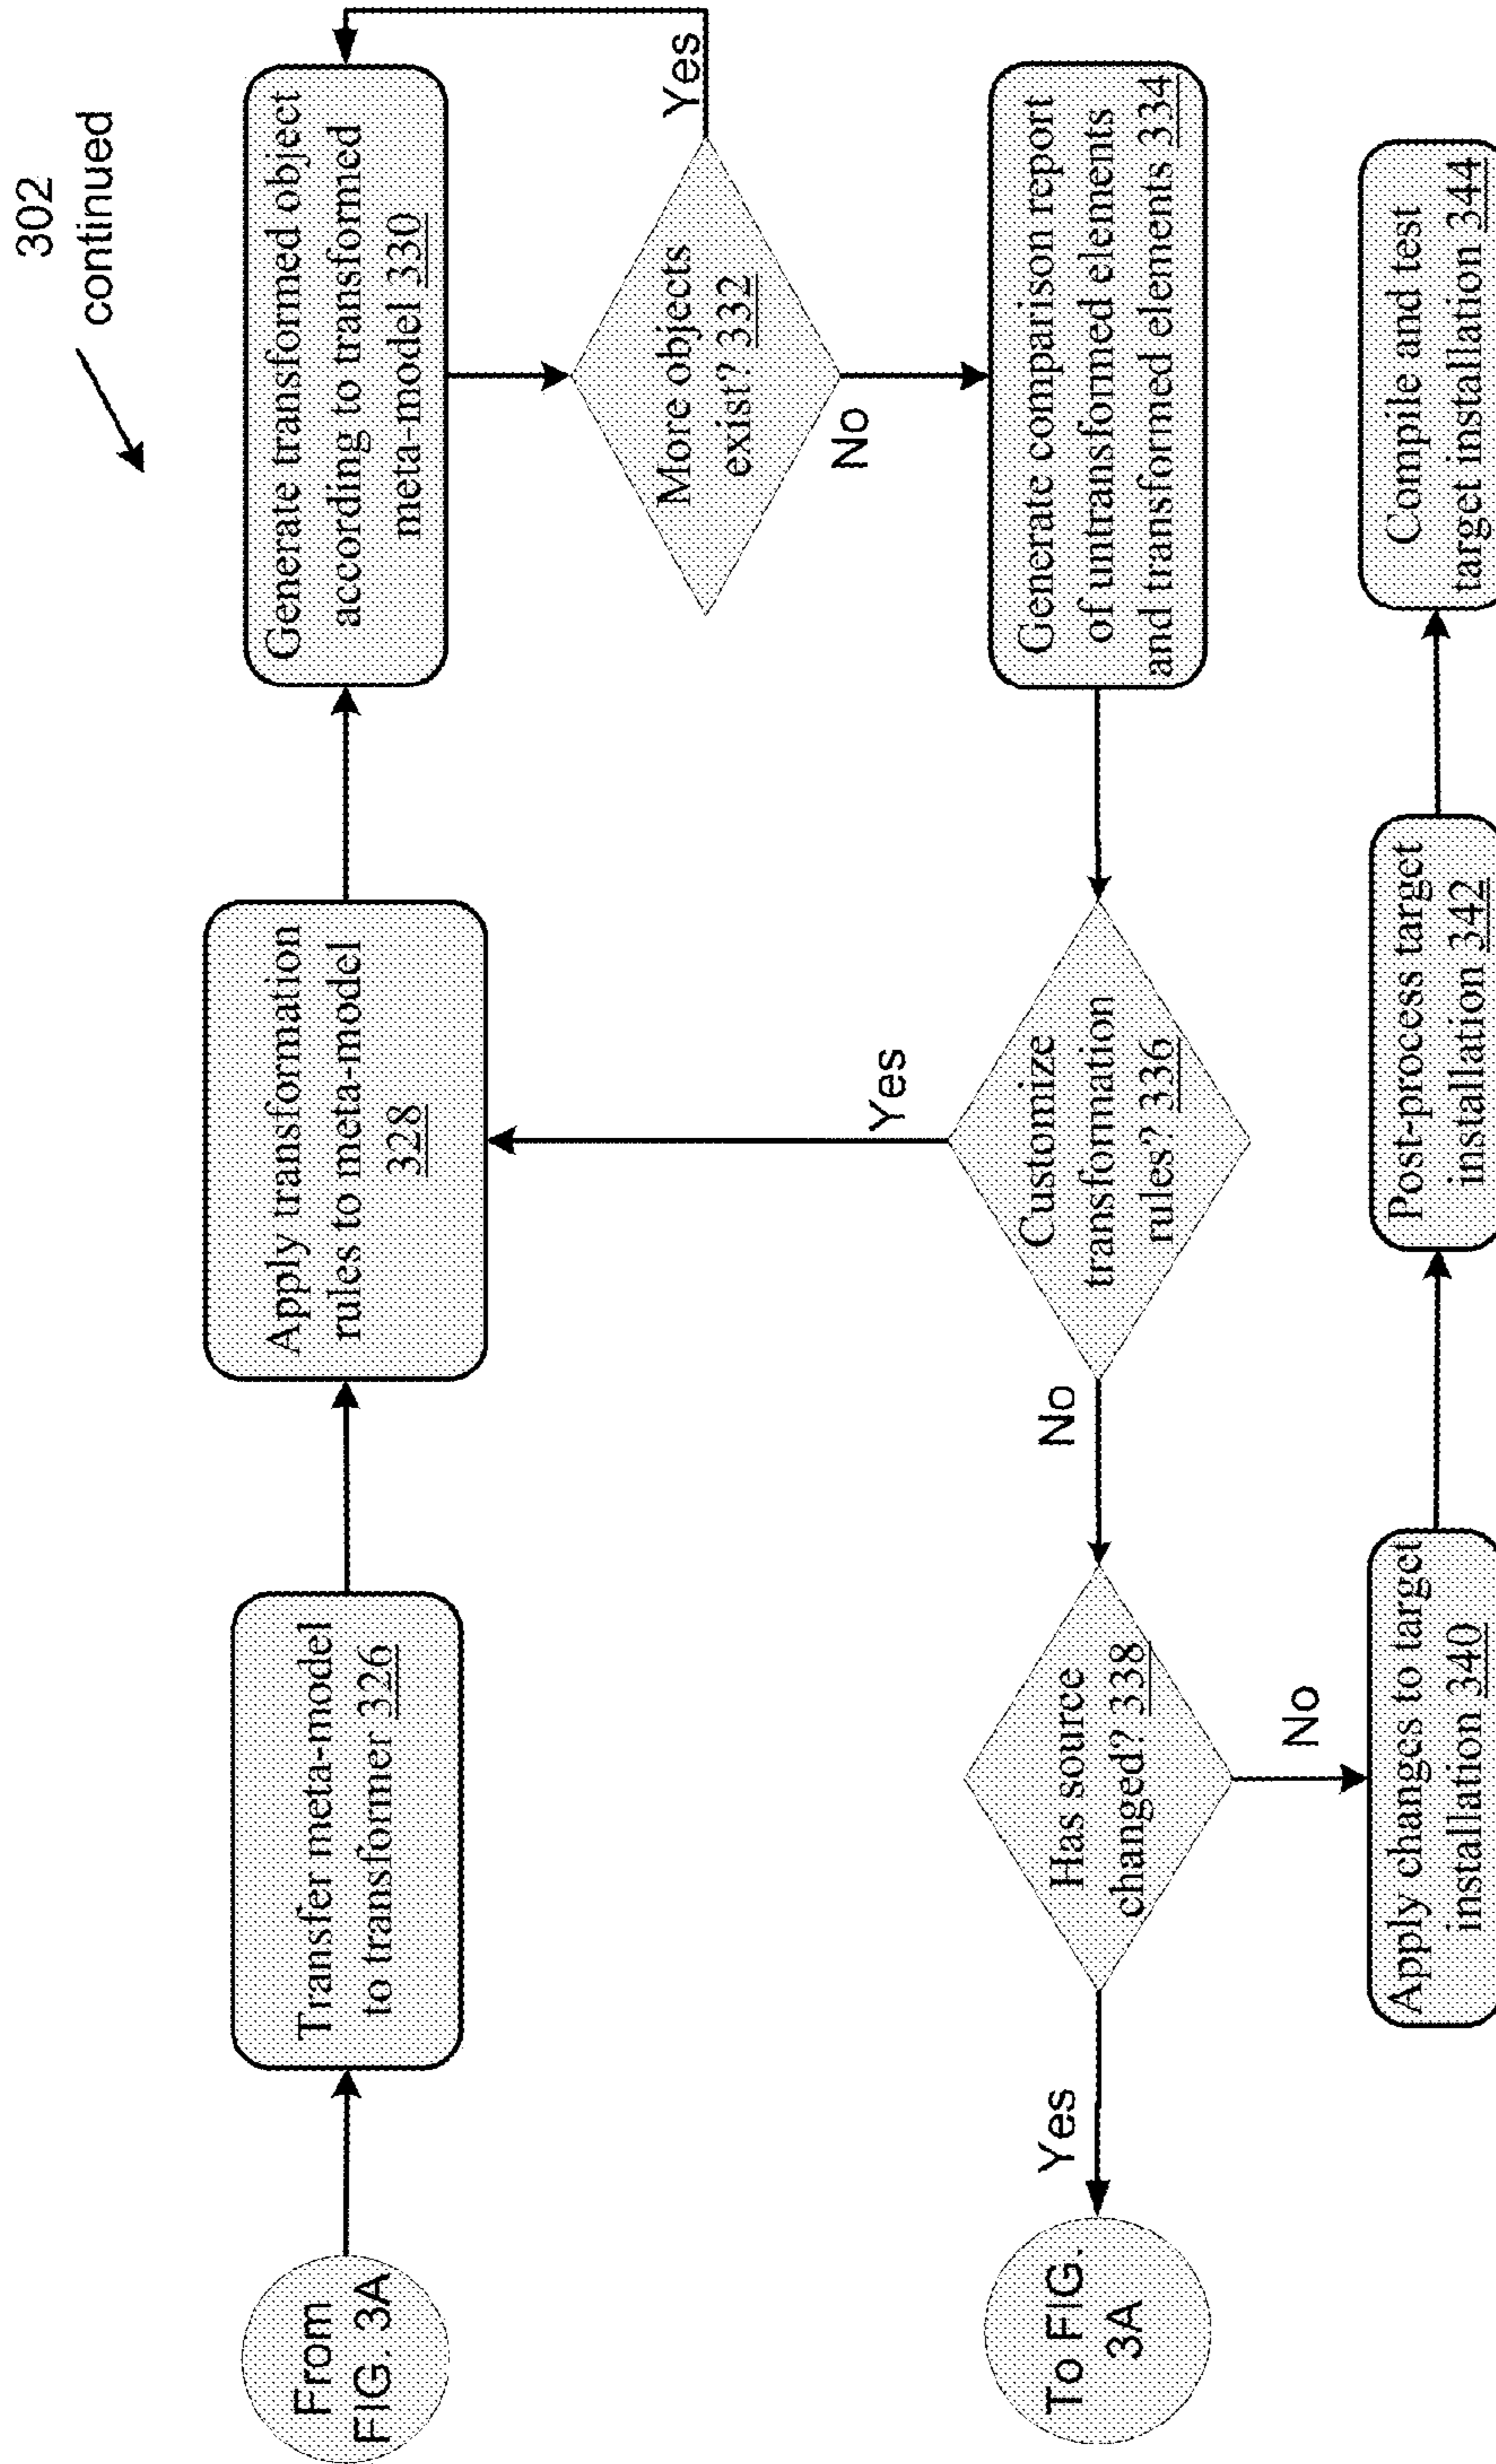 302
continued
From
FIG. 3A
Transfer meta-model
to transformer 326
Apply transformation
rules to meta-model
328
Generate transformed object
according to transformed
meta-model 330
More objects
exist? 332
Yes
No
Generate comparison report
of untransformed elements
and transformed elements 334
Customize
transformation
rules? 336
Yes
No
Has source
changed? 338
Yes
To FIG.
3A
No
Apply changes to target
installation 340
Post-process target
installation 342
Compile and test
target installation 344